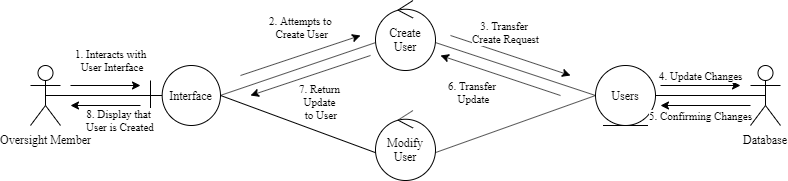 1. Interacts with
User Interface
8. Display that
User is Created
Oversight Member
Interface
2. Attempts to
Create User
7. Return
Update
to User
Create
User
Modify
User
3. Transfer
Create Request
6. Transfer
Update
Users
4. Update Changes
5. Confirming Changes
Database